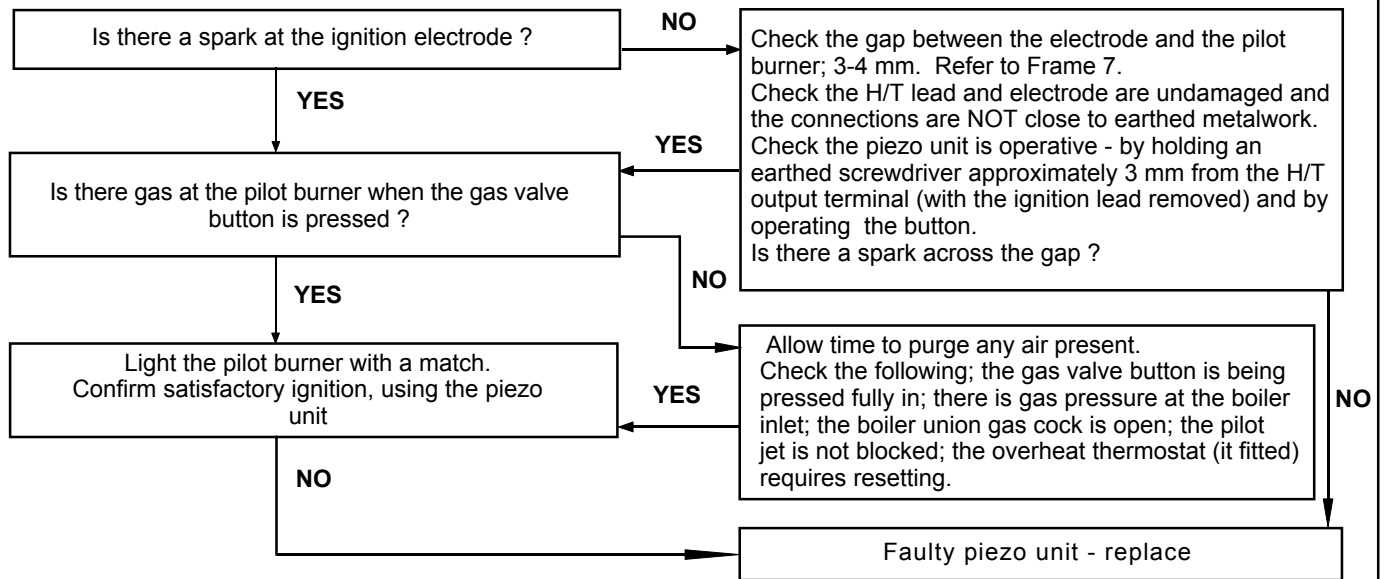 Is there a spark at the ignition electrode ?
NO
Check the gap between the electrode and the pilot
burner; 3-4 mm. Refer to Frame 7.
Check the H/T lead and electrode are undamaged and
the connections are NOT close to earthed metalwork.
Check the piezo unit is operative - by holding an
earthed screwdriver approximately 3 mm from the H/T
output terminal (with the ignition lead removed) and by
operating the button.
Is there a spark across the gap ?
YES
YES
Is there gas at the pilot burner when the gas valve
button is pressed ?
NO
YES
Allow time to purge any air present.
Check the following; the gas valve button is being
pressed fully in; there is gas pressure at the boiler
inlet; the boiler union gas cock is open; the pilot
jet is not blocked; the overheat thermostat (it fitted)
requires resetting.
YES
NO
Light the pilot burner with a match.
Confirm satisfactory ignition, using the piezo
unit
NO
Faulty piezo unit - replace